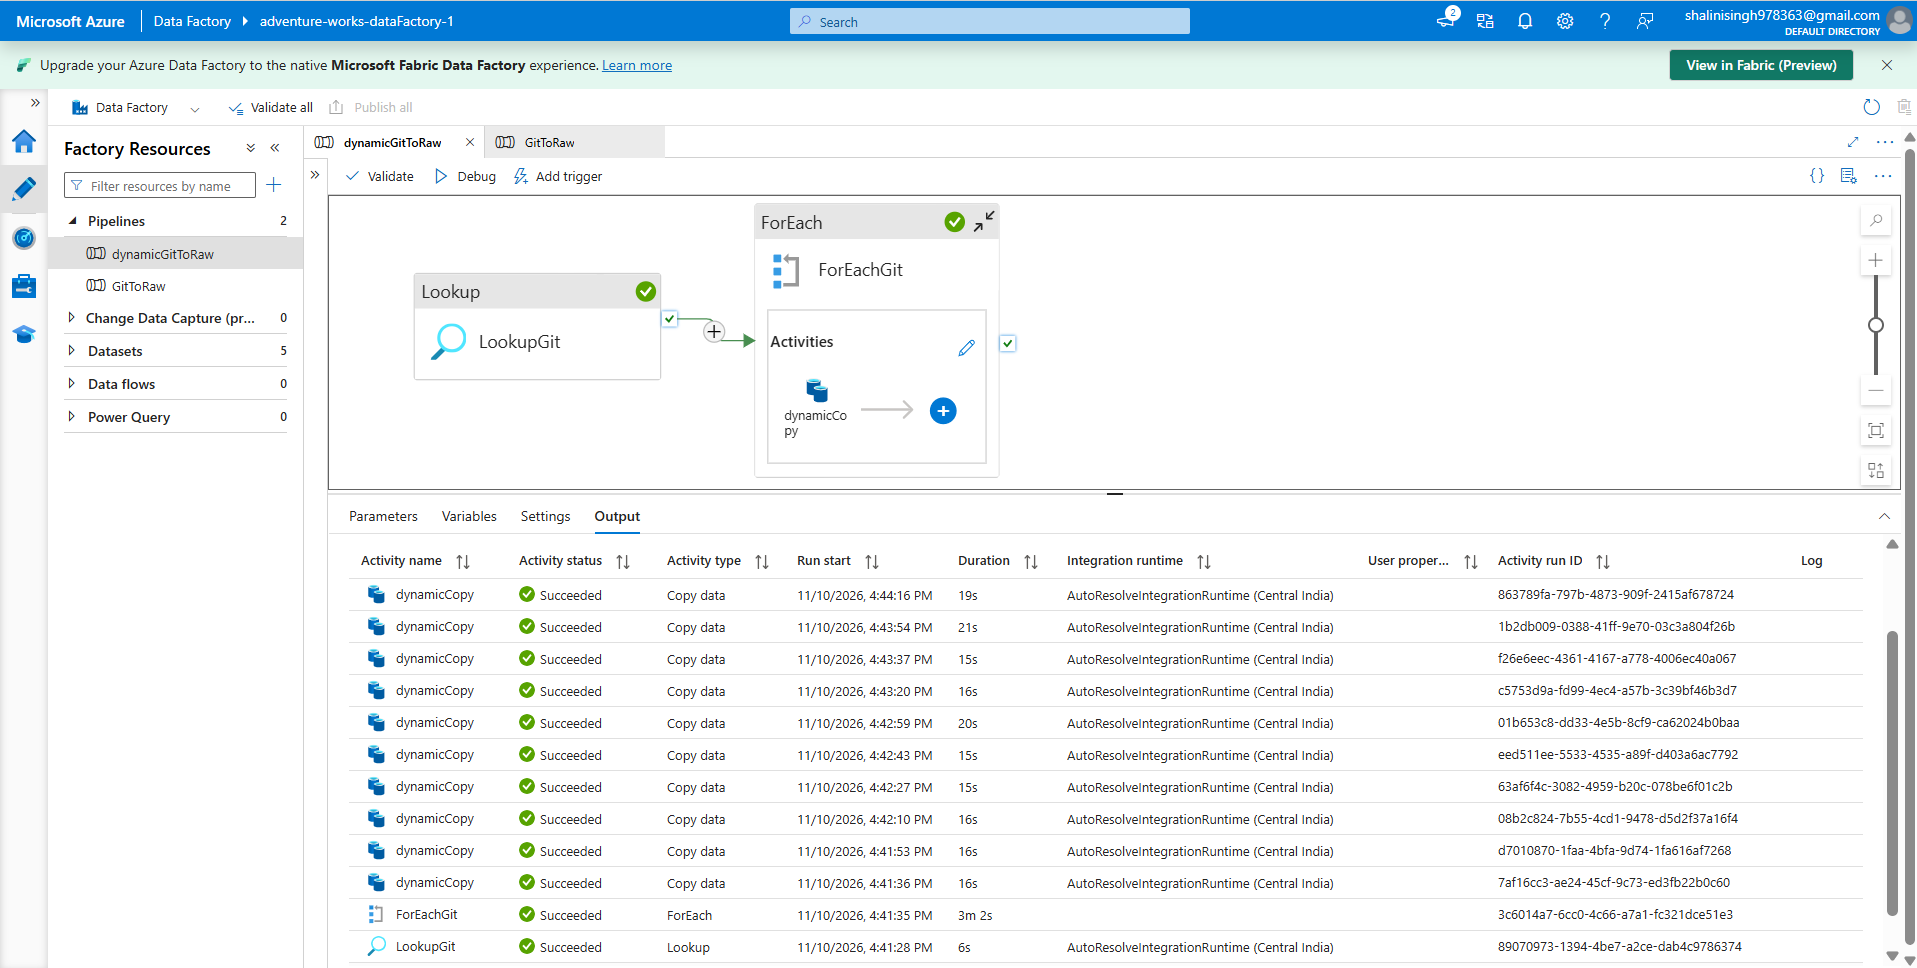 Microsoft Azure Data Factory adventure-works-dataFactory-1 Search 2 shalinisingh978363@gmail.com
DEFAULT DIRECTORY
Upgrade your Azure Data Factory to the native Microsoft Fabric Data Factory experience. Learn more View in Fabric (Preview)
Data Factory Validate all Publish all
Factory Resources
Filter resources by name
Pipelines 2
dynamicGitToRaw
GitToRaw
Change Data Capture (pr... 0
Datasets 5
Data flows 0
Power Query 0
dynamicGitToRaw GitToRaw
Validate Debug Add trigger
Lookup
LookupGit
ForEach
ForEachGit
Activities
dynamicCo
py
Parameters Variables Settings Output
Activity name Activity status Activity type Run start Duration Integration runtime User proper... Activity run ID Log
dynamicCopy Succeeded Copy data 11/10/2026, 4:44:16 PM 19s AutoResolveIntegrationRuntime (Central India) 863789fa-797b-4873-909f-2415af678724
dynamicCopy Succeeded Copy data 11/10/2026, 4:43:54 PM 21s AutoResolveIntegrationRuntime (Central India) 1b2db009-0388-41ff-9e70-03c3a804f26b
dynamicCopy Succeeded Copy data 11/10/2026, 4:43:37 PM 15s AutoResolveIntegrationRuntime (Central India) f26e6eec-4361-4167-a778-4006ec40a067
dynamicCopy Succeeded Copy data 11/10/2026, 4:43:20 PM 16s AutoResolveIntegrationRuntime (Central India) c5753d9a-fd99-4ec4-a57b-3c39bf46b3d7
dynamicCopy Succeeded Copy data 11/10/2026, 4:42:59 PM 20s AutoResolveIntegrationRuntime (Central India) 01b653c8-dd33-4e5b-8cf9-ca62024b0baa
dynamicCopy Succeeded Copy data 11/10/2026, 4:42:43 PM 15s AutoResolveIntegrationRuntime (Central India) eed511ee-5533-4535-a89f-d403a6ac7792
dynamicCopy Succeeded Copy data 11/10/2026, 4:42:27 PM 15s AutoResolveIntegrationRuntime (Central India) 63af6f4c-3082-4959-b20c-078be6f01c2b
dynamicCopy Succeeded Copy data 11/10/2026, 4:42:10 PM 16s AutoResolveIntegrationRuntime (Central India) 08b2c824-7b55-4cd1-9478-d5d2f37a16f4
dynamicCopy Succeeded Copy data 11/10/2026, 4:41:53 PM 16s AutoResolveIntegrationRuntime (Central India) d7010870-1faa-4bfa-9d74-1fa616af7268
dynamicCopy Succeeded Copy data 11/10/2026, 4:41:36 PM 16s AutoResolveIntegrationRuntime (Central India) 7af16cc3-ae24-45cf-9c73-ed3fb22b0c60
ForEachGit Succeeded ForEach 11/10/2026, 4:41:35 PM 3m 2s 3c6014a7-6cc0-4c66-a7a1-fc321dce51e3
LookupGit Succeeded Lookup 11/10/2026, 4:41:28 PM 6s AutoResolveIntegrationRuntime (Central India) 89070973-1394-4be7-a2ce-dab4c9786374